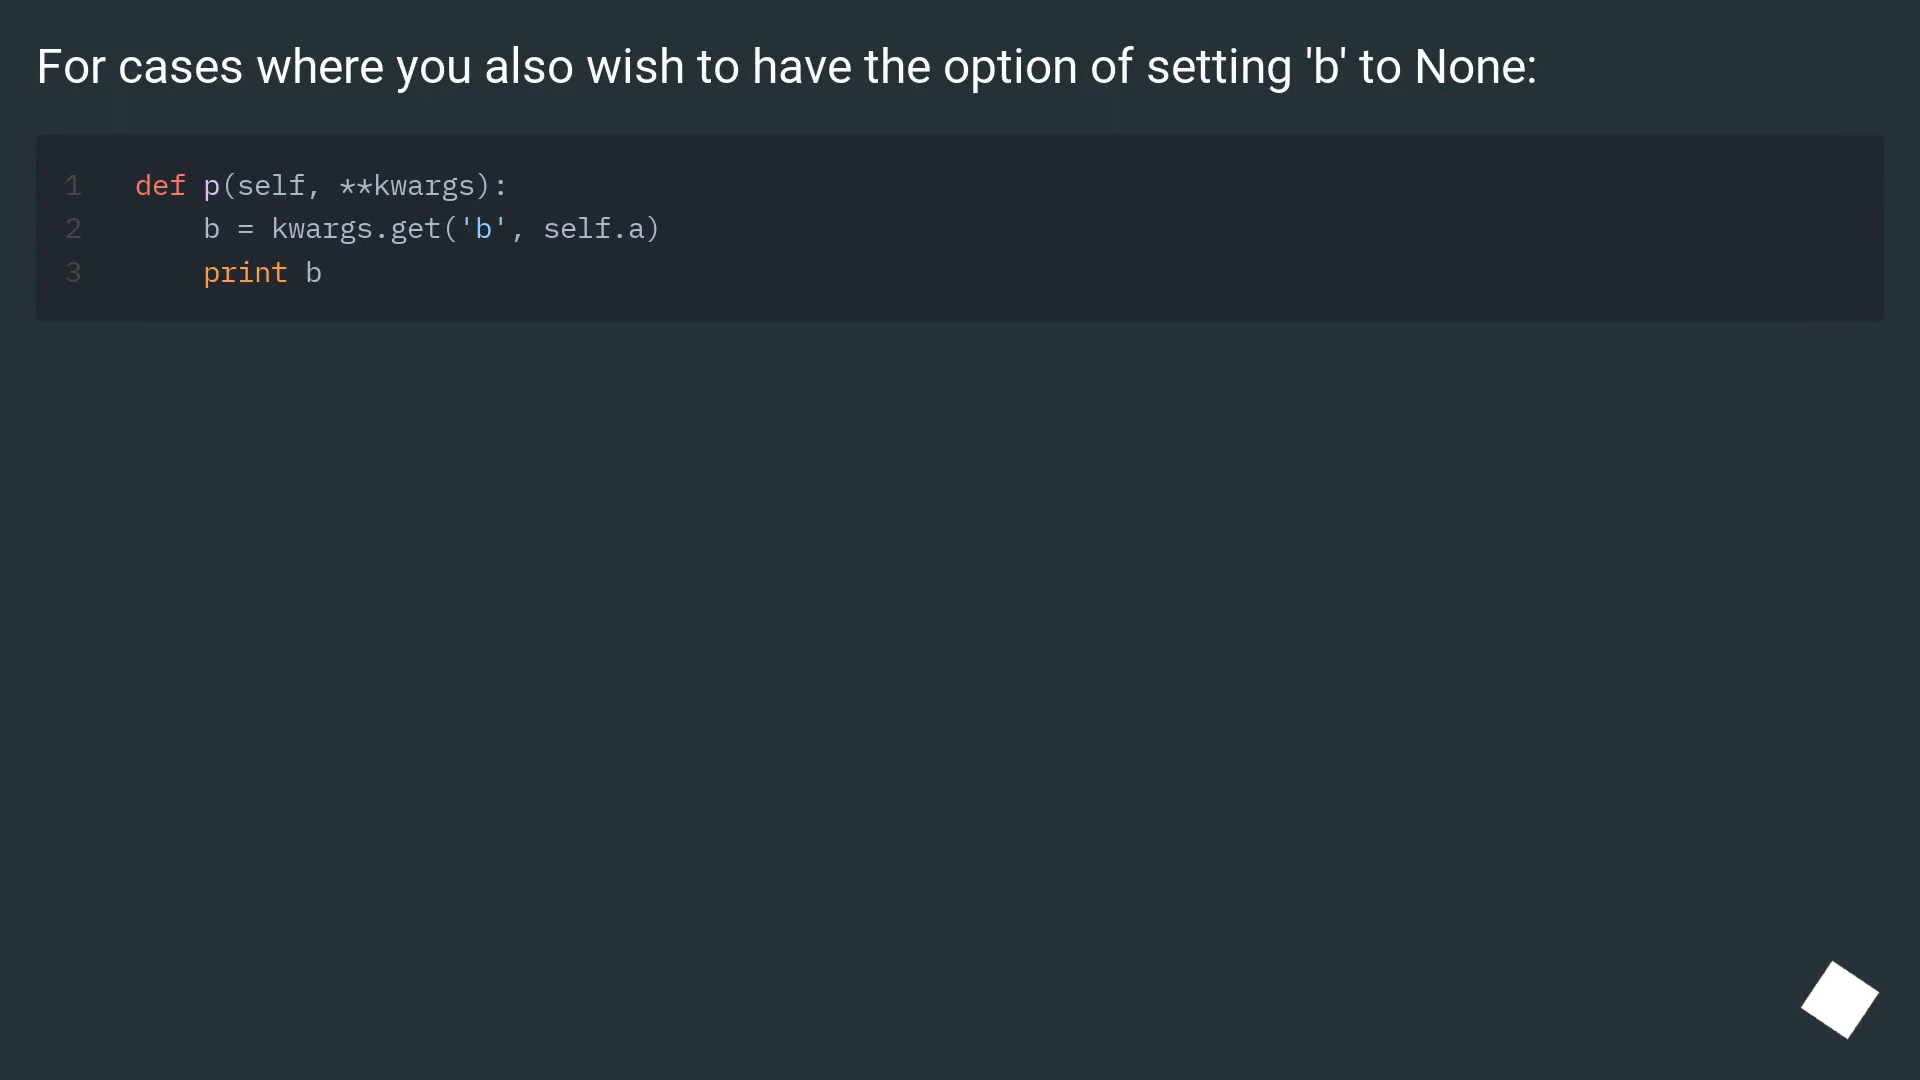 For cases where you also wish to have the option of setting 'b' to None:
1 def p(self, **kwargs):
2 b = kwargs.get('b', self.a)
3 print b